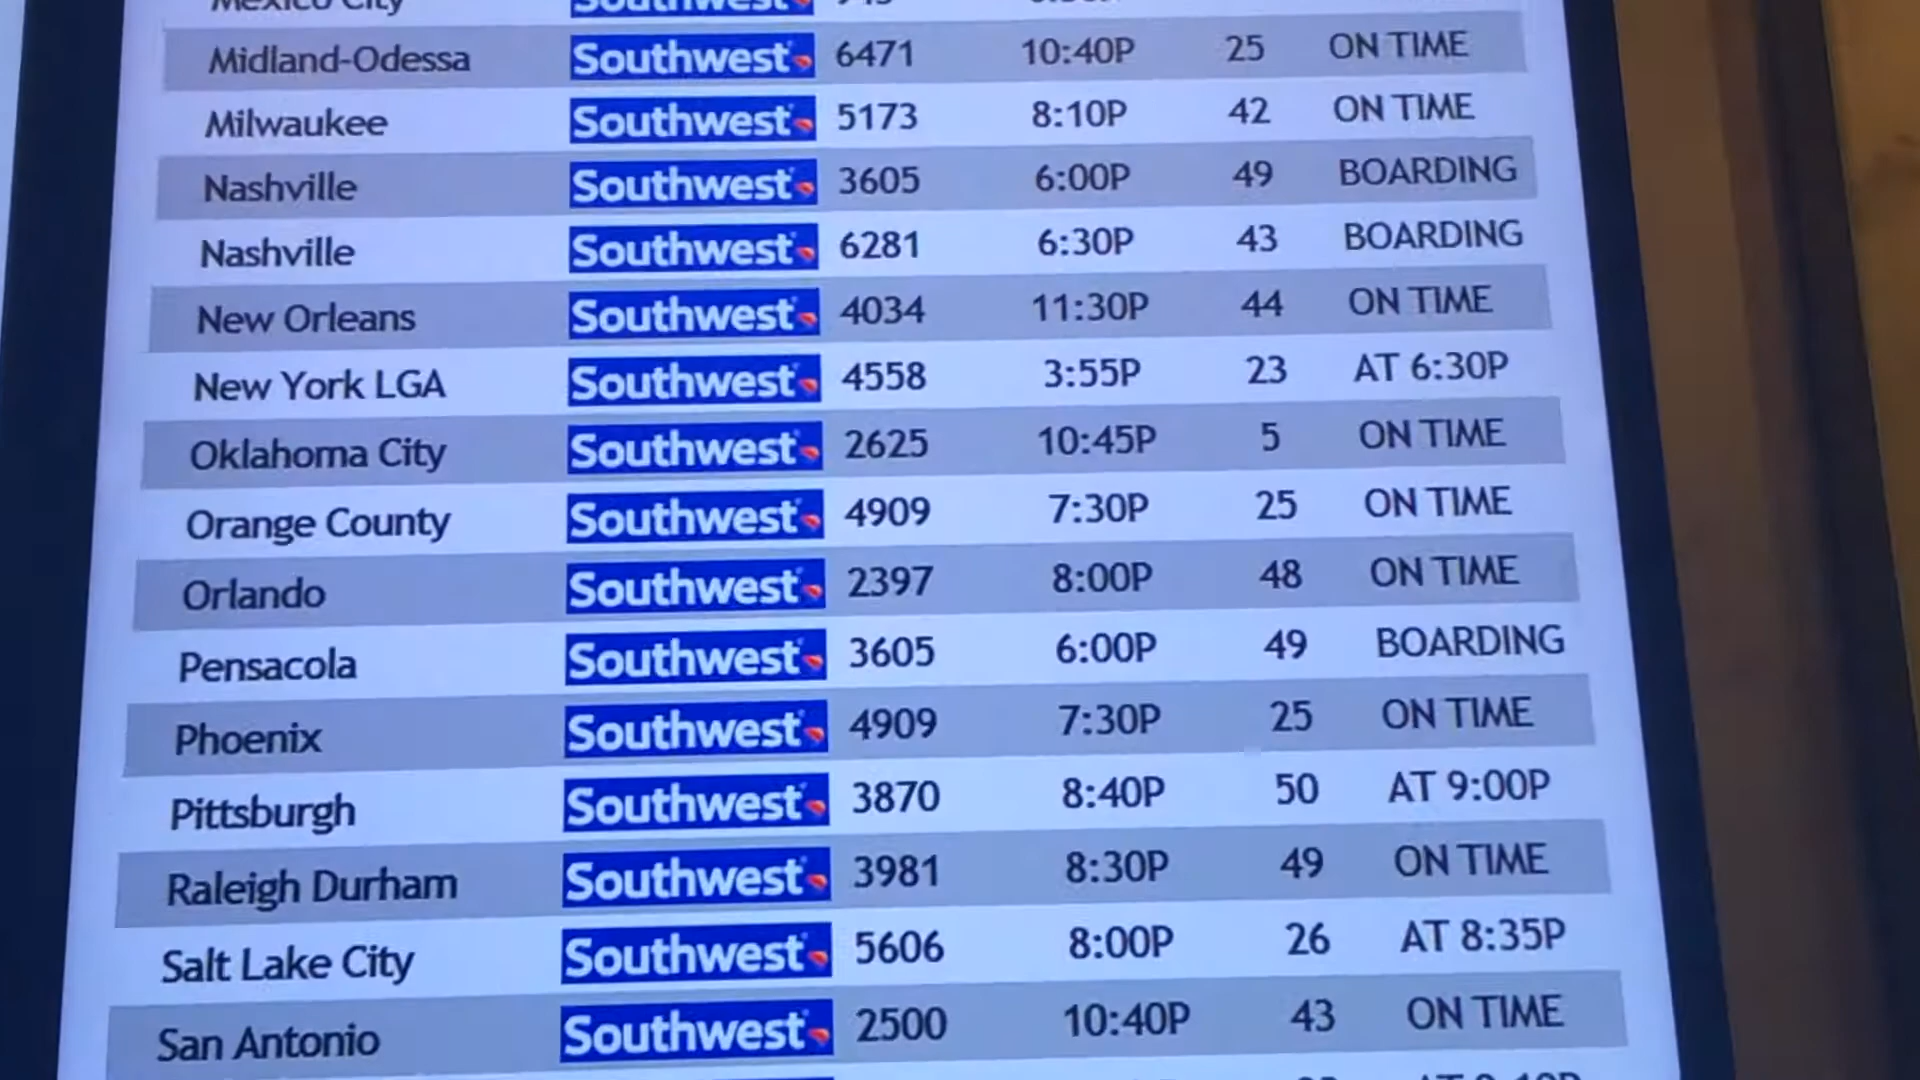 Mexico City Southwest
Midland-Odessa Southwest 6471 10:40P 25 ON TIME
Milwaukee Southwest 5173 8:10P 42 ON TIME
Nashville Southwest 3605 6:00P 49 BOARDING
Nashville Southwest 6281 6:30P 43 BOARDING
New Orleans Southwest 4034 11:30P 44 ON TIME
New York LGA Southwest 4558 3:55P 23 AT 6:30P
Oklahoma City Southwest 2625 10:45P 5 ON TIME
Orange County Southwest 4909 7:30P 25 ON TIME
Orlando Southwest 2397 8:00P 48 ON TIME
Pensacola Southwest 3605 6:00P 49 BOARDING
Phoenix Southwest 4909 7:30P 25 ON TIME
Pittsburgh Southwest 3870 8:40P 50 AT 9:00P
Raleigh Durham Southwest 3981 8:30P 49 ON TIME
Salt Lake City Southwest 5606 8:00P 26 AT 8:35P
San Antonio Southwest 2500 10:40P 43 ON TIME